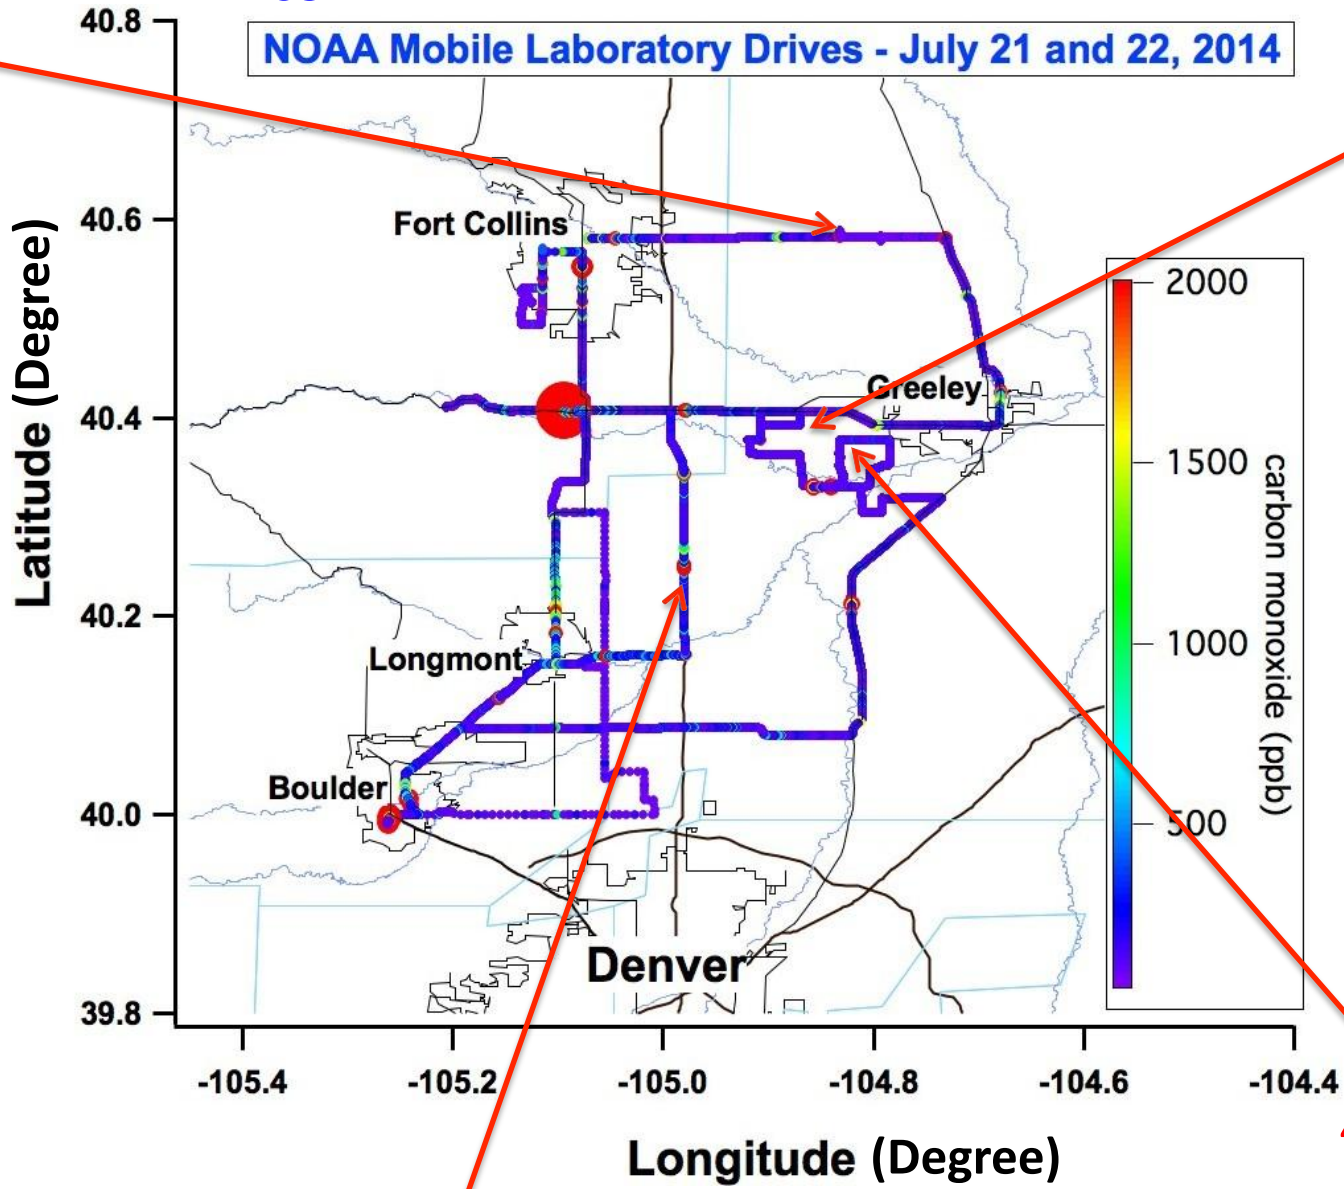 NOAA Mobile Laboratory Drives - July 21 and 22, 2014
40.8
40.6
40.4
40.2
40.0
39.8
Latitude (Degree)
Fort Collins
Greeley
Longmont
Boulder
Denver
2000
1500
1000
500
carbon monoxide (ppb)
-105.4
-105.2
-105.0
-104.8
-104.6
-104.4
Longitude (Degree)